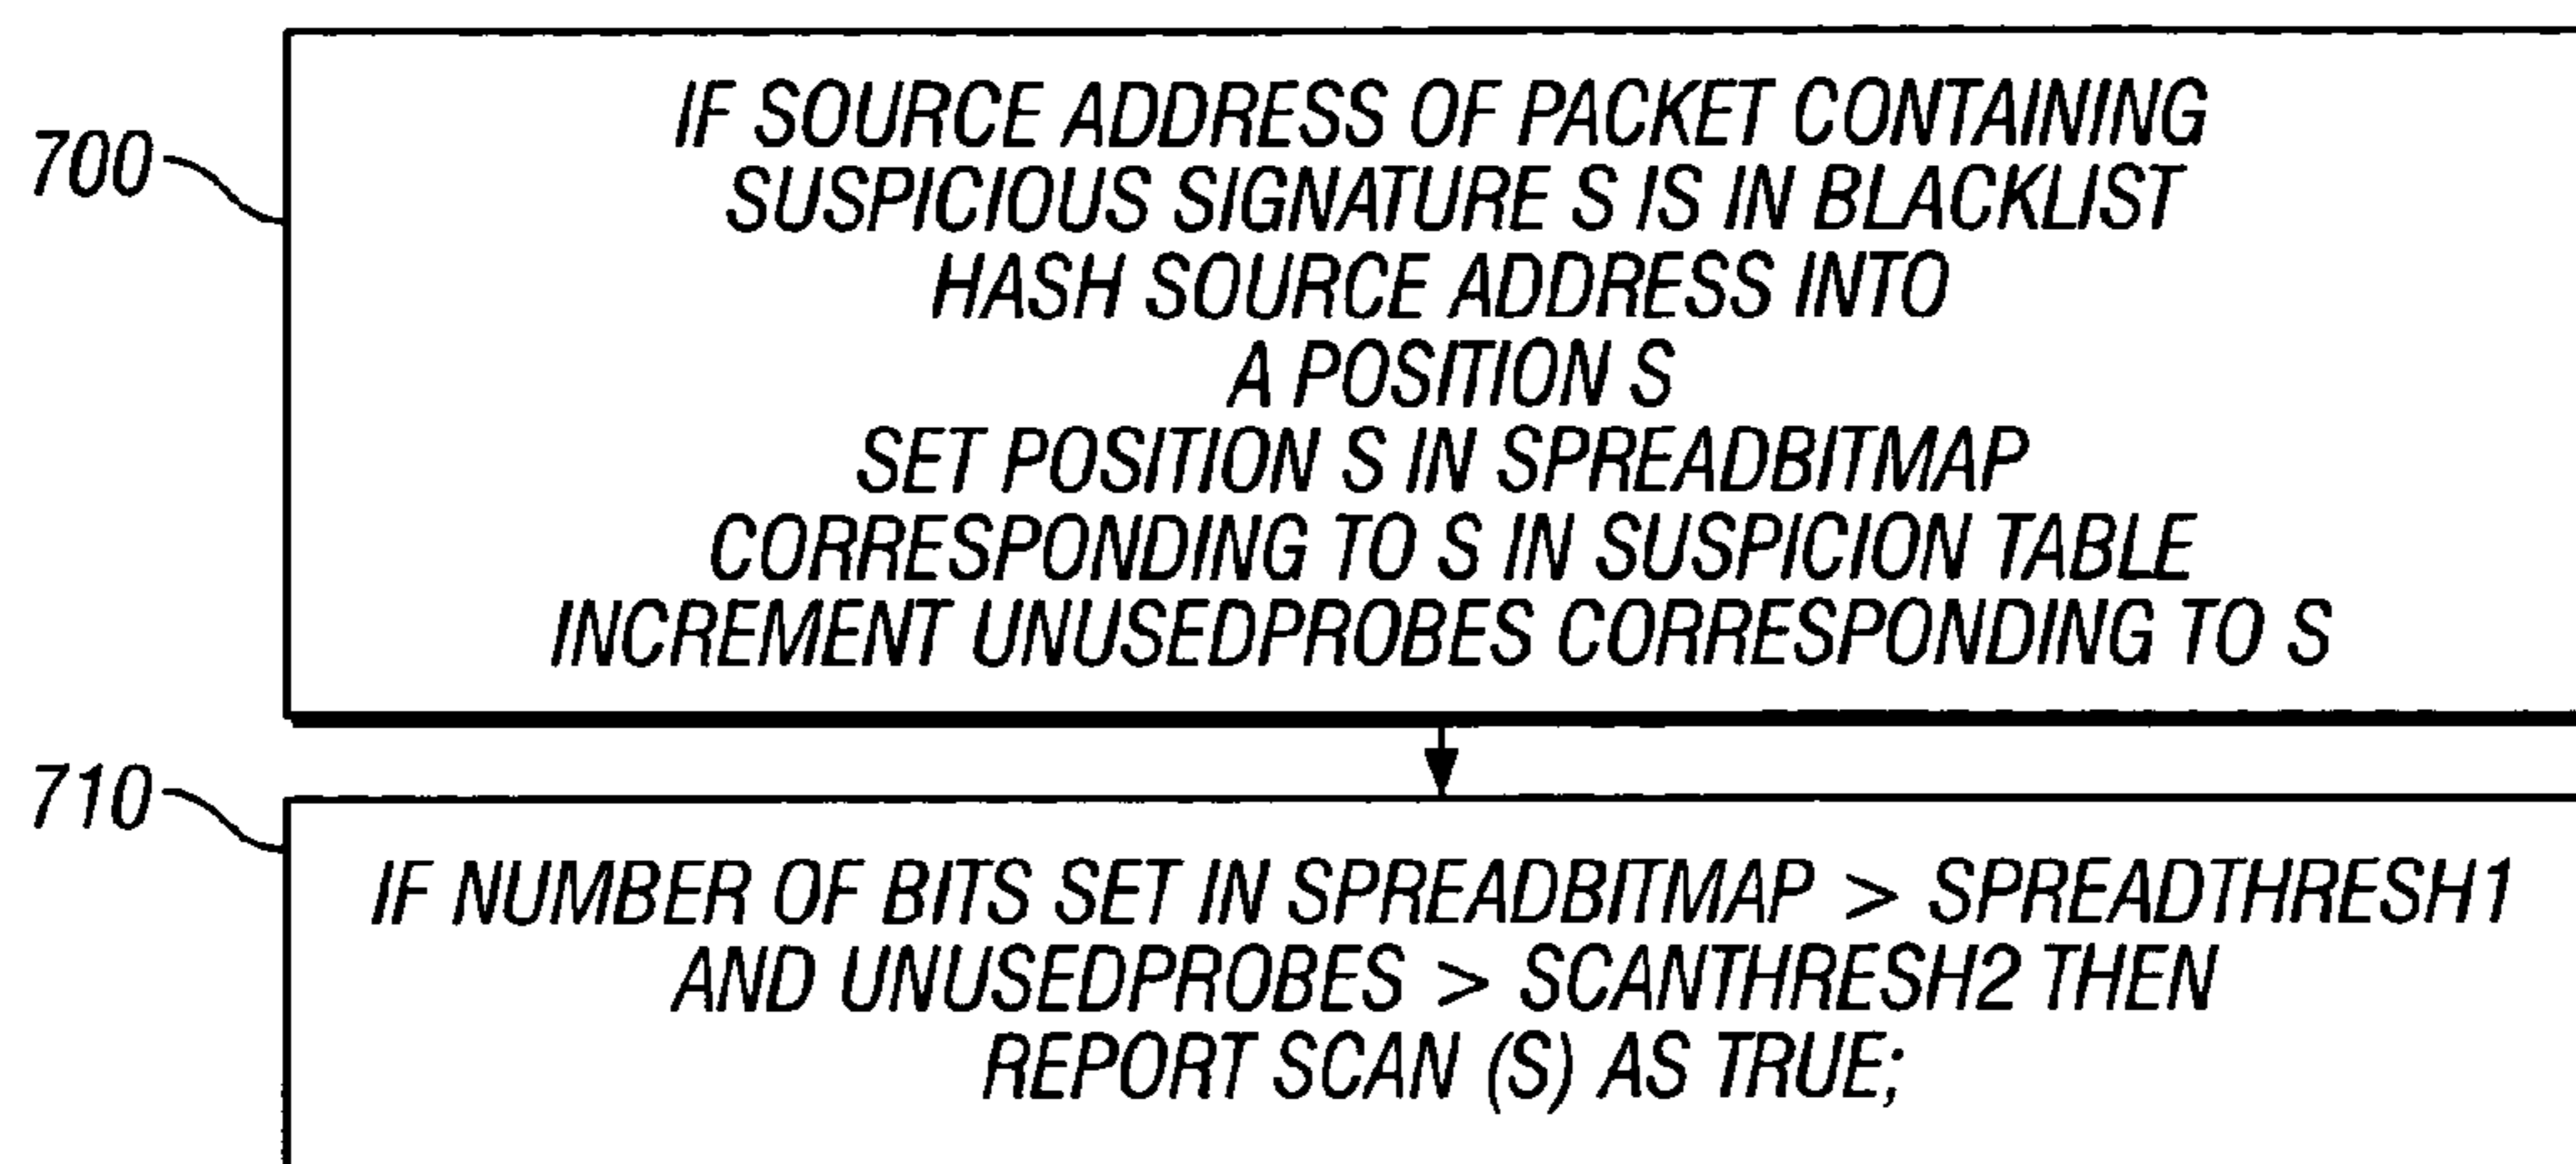 700
IF SOURCE ADDRESS OF PACKET CONTAINING
SUSPICIOUS SIGNATURE S IS IN BLACKLIST
HASH SOURCE ADDRESS INTO
A POSITION S
SET POSITION S IN SPREADBITMAP
CORRESPONDING TO S IN SUSPICION TABLE
INCREMENT UNUSEDPROBES CORRESPONDING TO S
710
IF NUMBER OF BITS SET IN SPREADBITMAP > SPREADTHRESH1
AND UNUSEDPROBES > SCANTHRESH2 THEN
REPORT SCAN (S) AS TRUE;